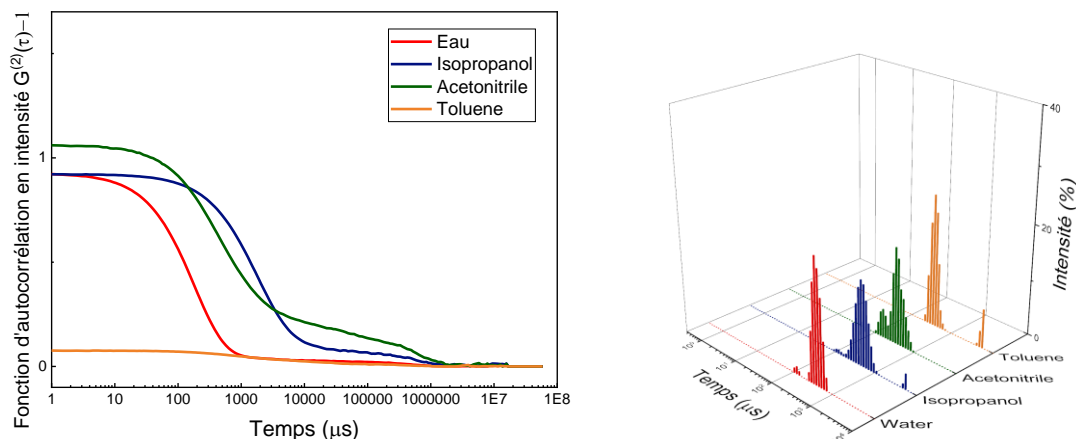 Fonction d'autocorrélation en intensité G⁽²⁾(τ)−1
1
0
1
10
100
1000
10000
100000
1000000
1E7
1E8
Temps (µs)
Eau
Isopropanol
Acetonitrile
Toluene
40
20
0
Intensité (%)
Temps (µs)
Toluene
Acetonitrile
Isopropanol
Water